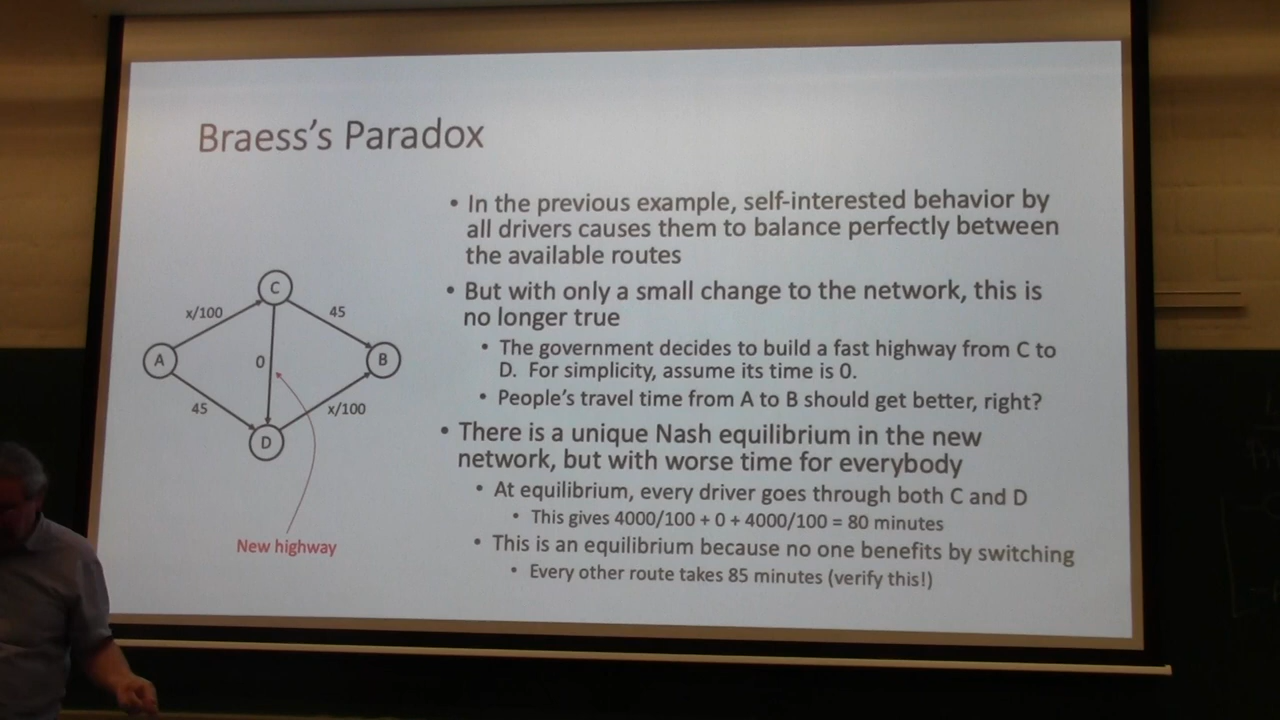 Braess's Paradox
• In the previous example, self-interested behavior by
all drivers causes them to balance perfectly between
the available routes
• But with only a small change to the network, this is
no longer true
• The government decides to build a fast highway from C to
D. For simplicity, assume its time is 0.
• People's travel time from A to B should get better, right?
• There is a unique Nash equilibrium in the new
network, but with worse time for everybody
• At equilibrium, every driver goes through both C and D
• This gives 4000/100 + 0 + 4000/100 = 80 minutes
• This is an equilibrium because no one benefits by switching
• Every other route takes 85 minutes (verify this!)
C
x/100
45
A
0
B
45
x/100
D
New highway